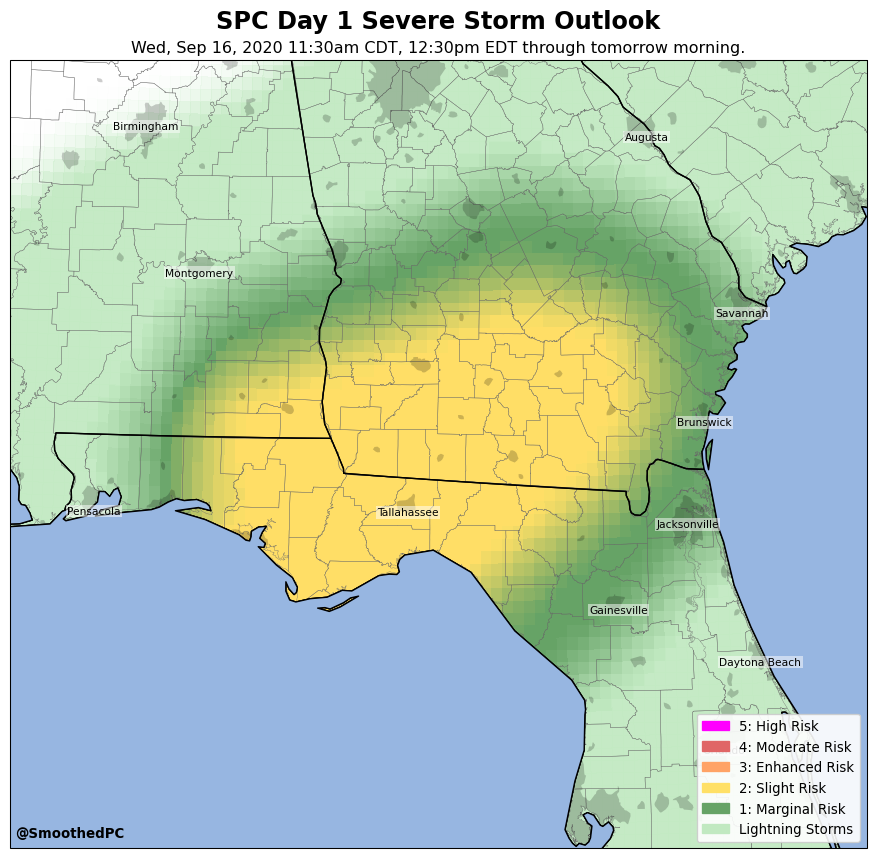 SPC Day 1 Severe Storm Outlook
Wed, Sep 16, 2020 11:30am CDT, 12:30pm EDT through tomorrow morning.
Birmingham
Augusta
Montgomery
Savannah
Brunswick
Pensacola
Tallahassee
Jacksonville
Gainesville
Daytona Beach
5: High Risk
4: Moderate Risk
3: Enhanced Risk
2: Slight Risk
1: Marginal Risk
Lightning Storms
@SmoothedPC